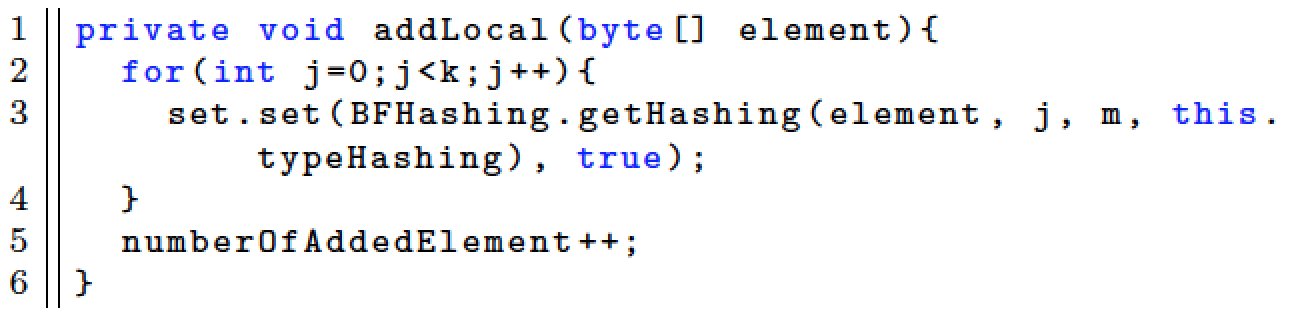 1 private void addLocal(byte[] element){
2 for(int j=0;j<k;j++){
3 set.set(BFHashing.getHashing(element, j, m, this.
typeHashing), true);
4 }
5 numberOfAddedElement++;
6 }